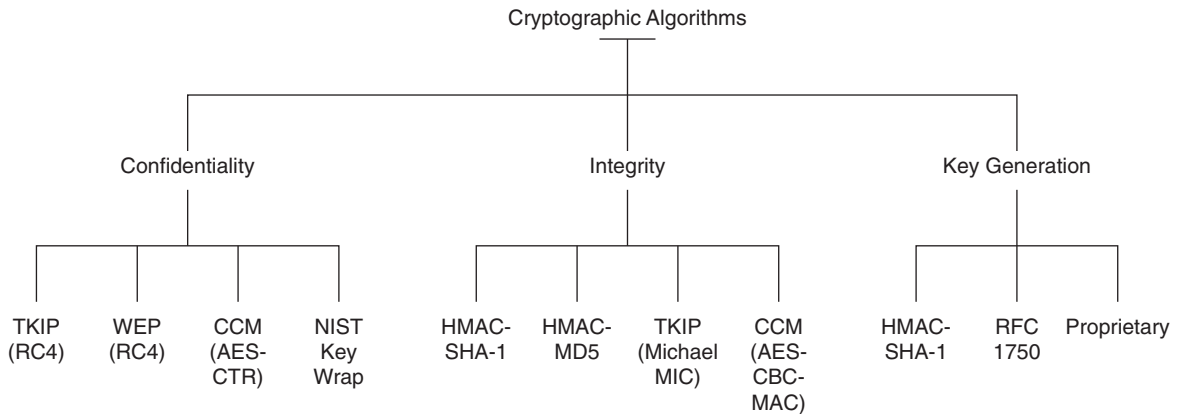 Cryptographic Algorithms
Confidentiality
Integrity
Key Generation
TKIP
(RC4)
WEP
(RC4)
CCM
(AES-
CTR)
NIST
Key
Wrap
HMAC-
SHA-1
HMAC-
MD5
TKIP
(Michael
MIC)
CCM
(AES-
CBC-
MAC)
HMAC-
SHA-1
RFC
1750
Proprietary